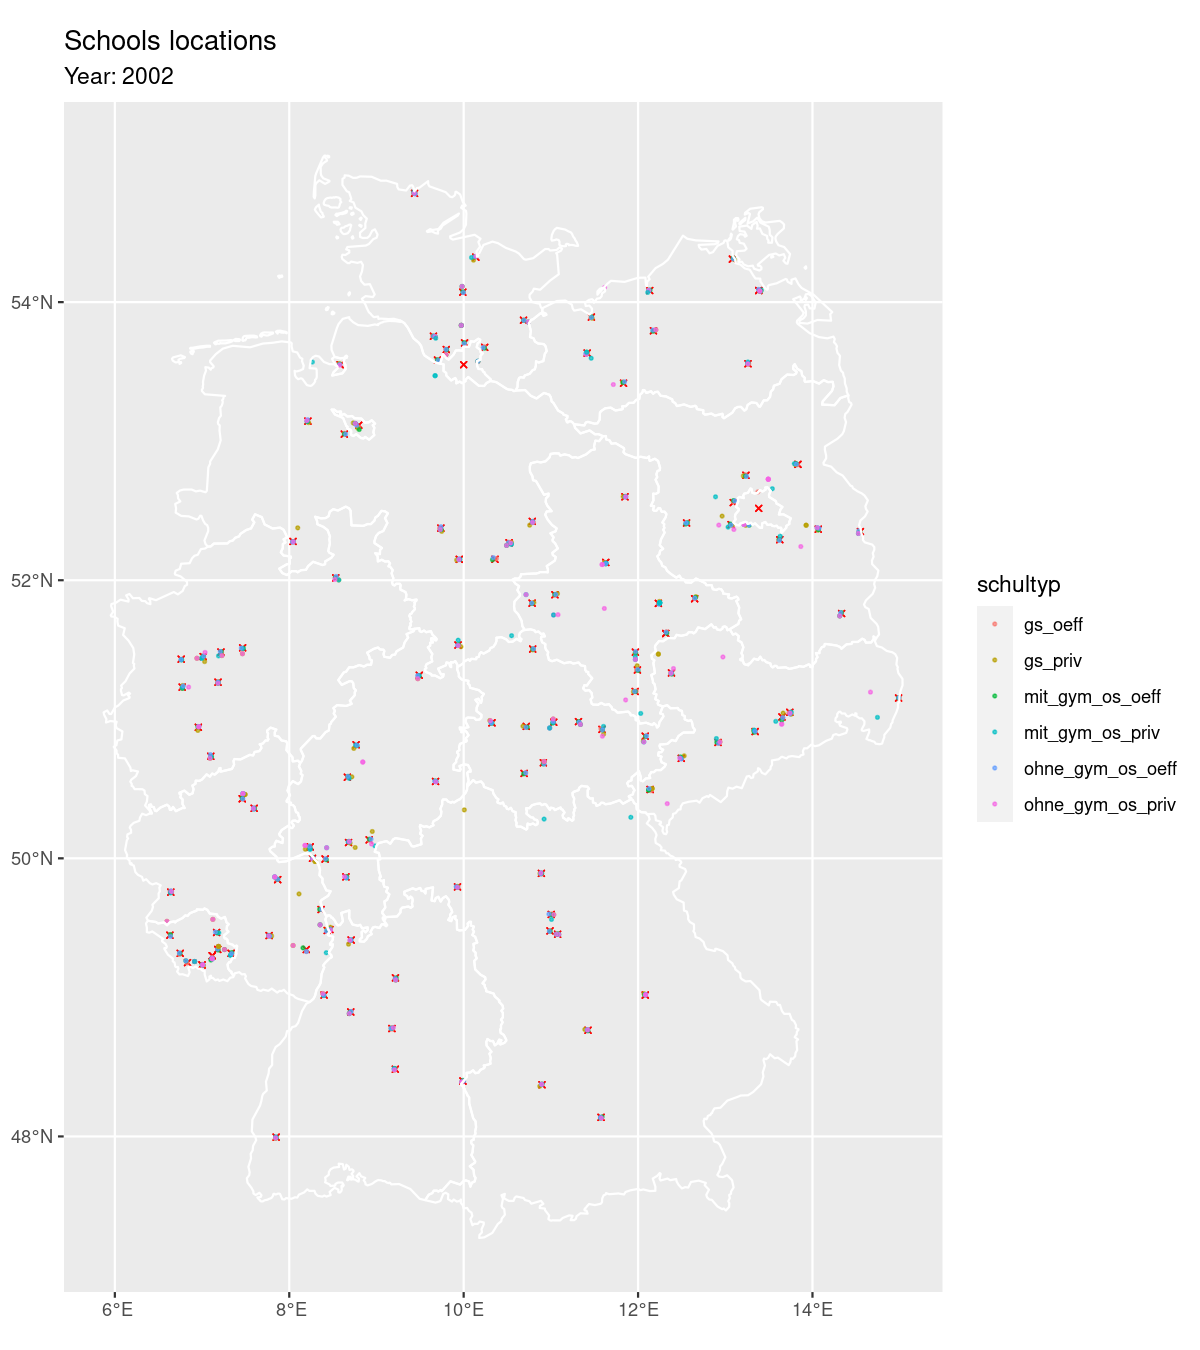 Schools locations
Year: 2002
54°N
52°N
50°N
48°N
6°E
8°E
10°E
12°E
14°E
schultyp
gs_oeff
gs_priv
mit_gym_os_oeff
mit_gym_os_priv
ohne_gym_os_oeff
ohne_gym_os_priv